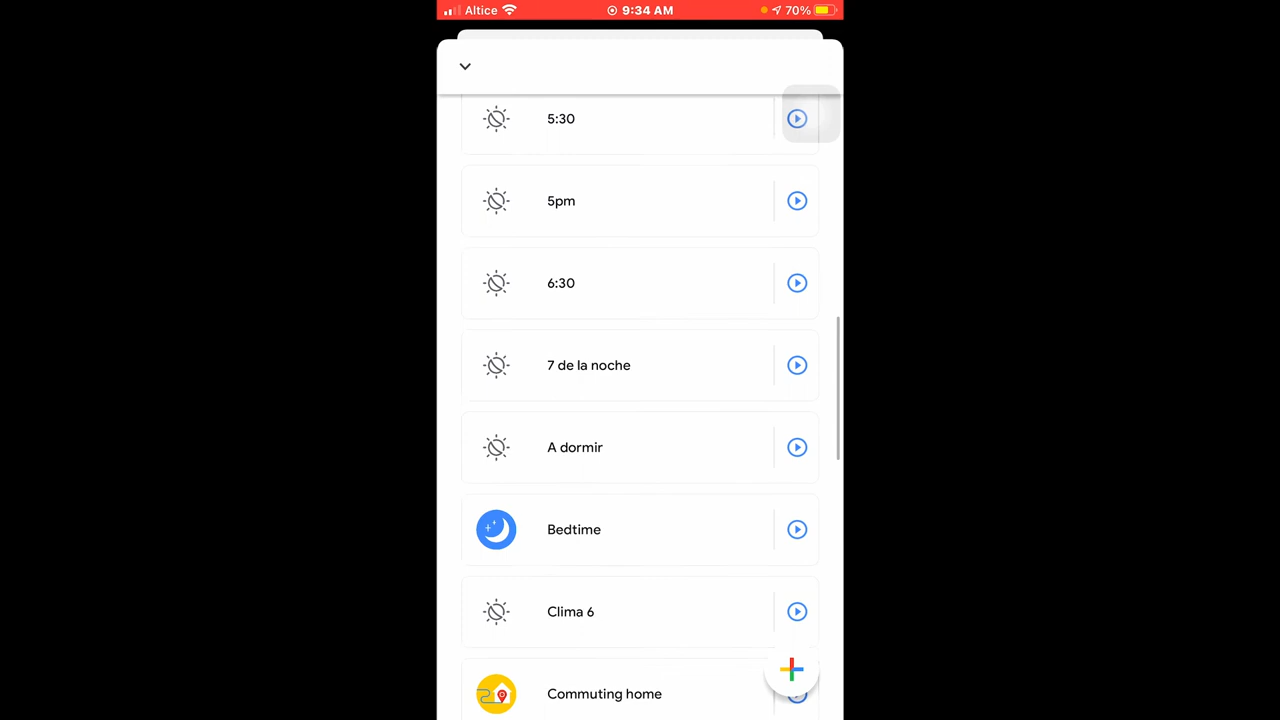 Altice 9:34 AM 70%
5:30
5pm
6:30
7 de la noche
A dormir
Bedtime
Clima 6
Commuting home